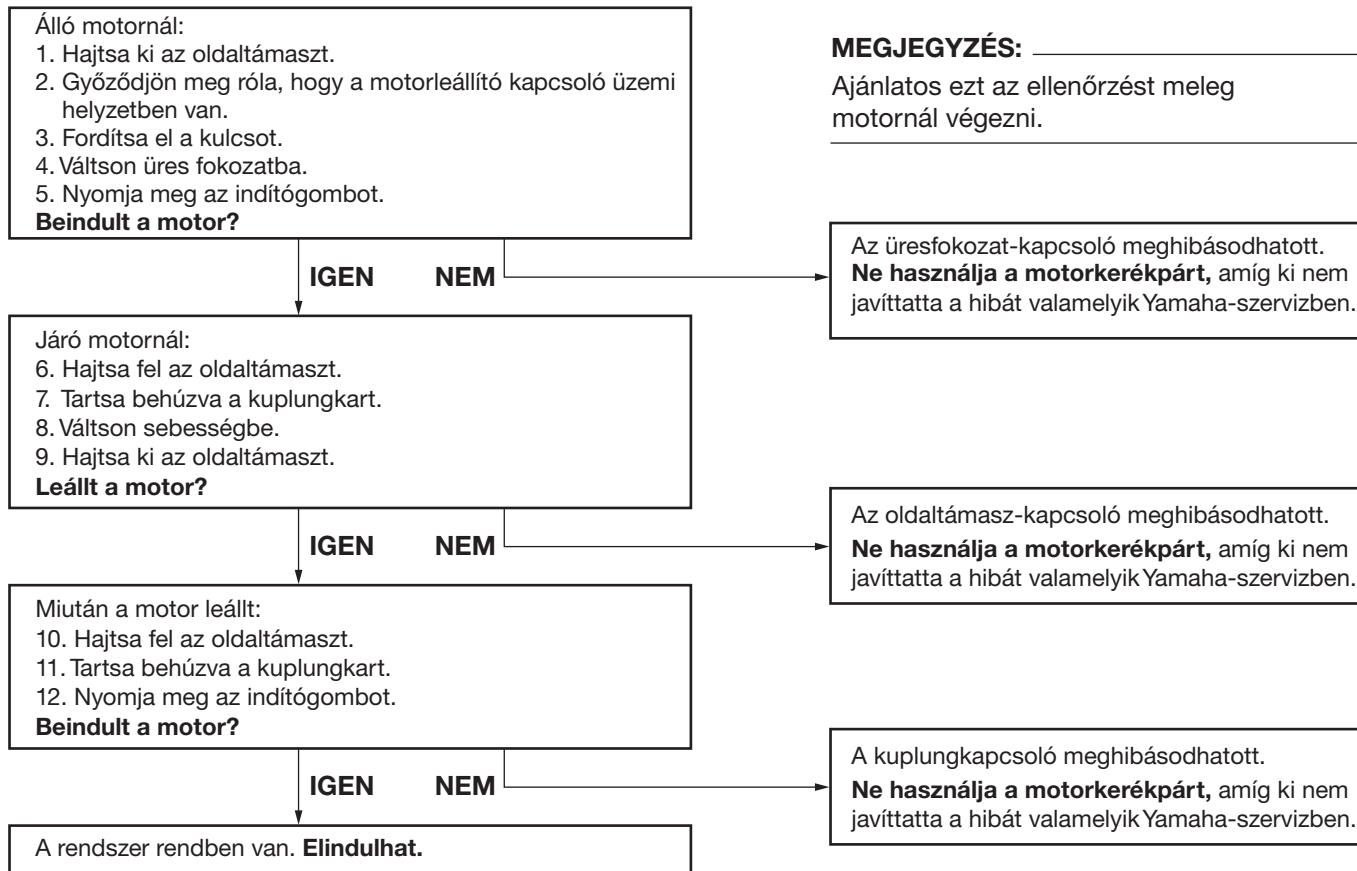 Álló motornál:
1. Hajtsa ki az oldaltámaszt.
2. Győződjön meg róla, hogy a motorleállító kapcsoló üzemi
helyzetben van.
3. Fordítsa el a kulcsot.
4. Váltson üres fokozatba.
5. Nyomja meg az indítógombot.
Beindult a motor?
MEGJEGYZÉS:
Ajánlatos ezt az ellenőrzést meleg
motornál végezni.
IGEN NEM
Az üresfokozat-kapcsoló meghibásodhatott.
Ne használja a motorkerékpárt, amíg ki nem
javíttatta a hibát valamelyik Yamaha-szervizben.
Járó motornál:
6. Hajtsa fel az oldaltámaszt.
7. Tartsa behúzva a kuplungkart.
8. Váltson sebességbe.
9. Hajtsa ki az oldaltámaszt.
Leállt a motor?
IGEN NEM
Az oldaltámasz-kapcsoló meghibásodhatott.
Ne használja a motorkerékpárt, amíg ki nem
javíttatta a hibát valamelyik Yamaha-szervizben.
Miután a motor leállt:
10. Hajtsa fel az oldaltámaszt.
11. Tartsa behúzva a kuplungkart.
12. Nyomja meg az indítógombot.
Beindult a motor?
IGEN NEM
A kuplungkapcsoló meghibásodhatott.
Ne használja a motorkerékpárt, amíg ki nem
javíttatta a hibát valamelyik Yamaha-szervizben.
A rendszer rendben van. Elindulhat.